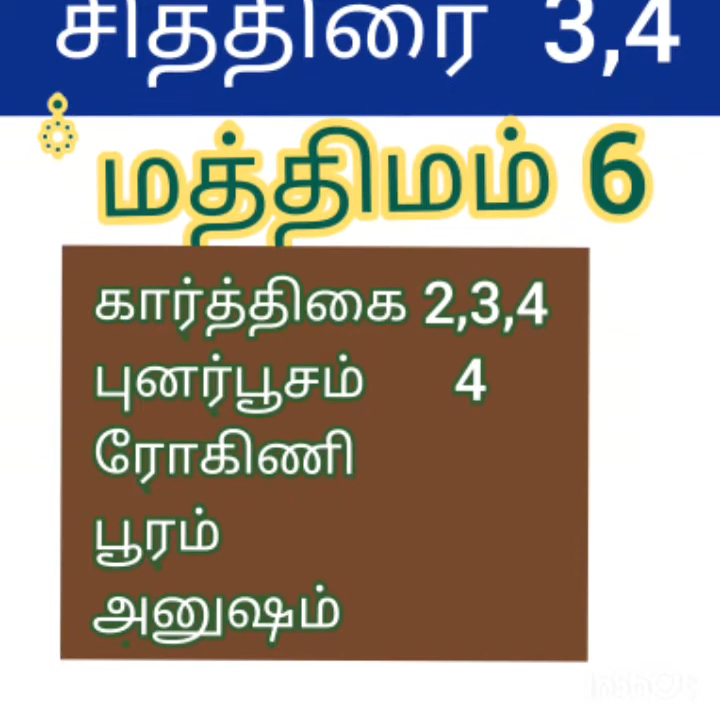 சித்திரை 3,4
மத்திமம் 6
கார்த்திகை 2,3,4
புனர்பூசம் 4
ரோகிணி
பூரம்
அனுஷம்